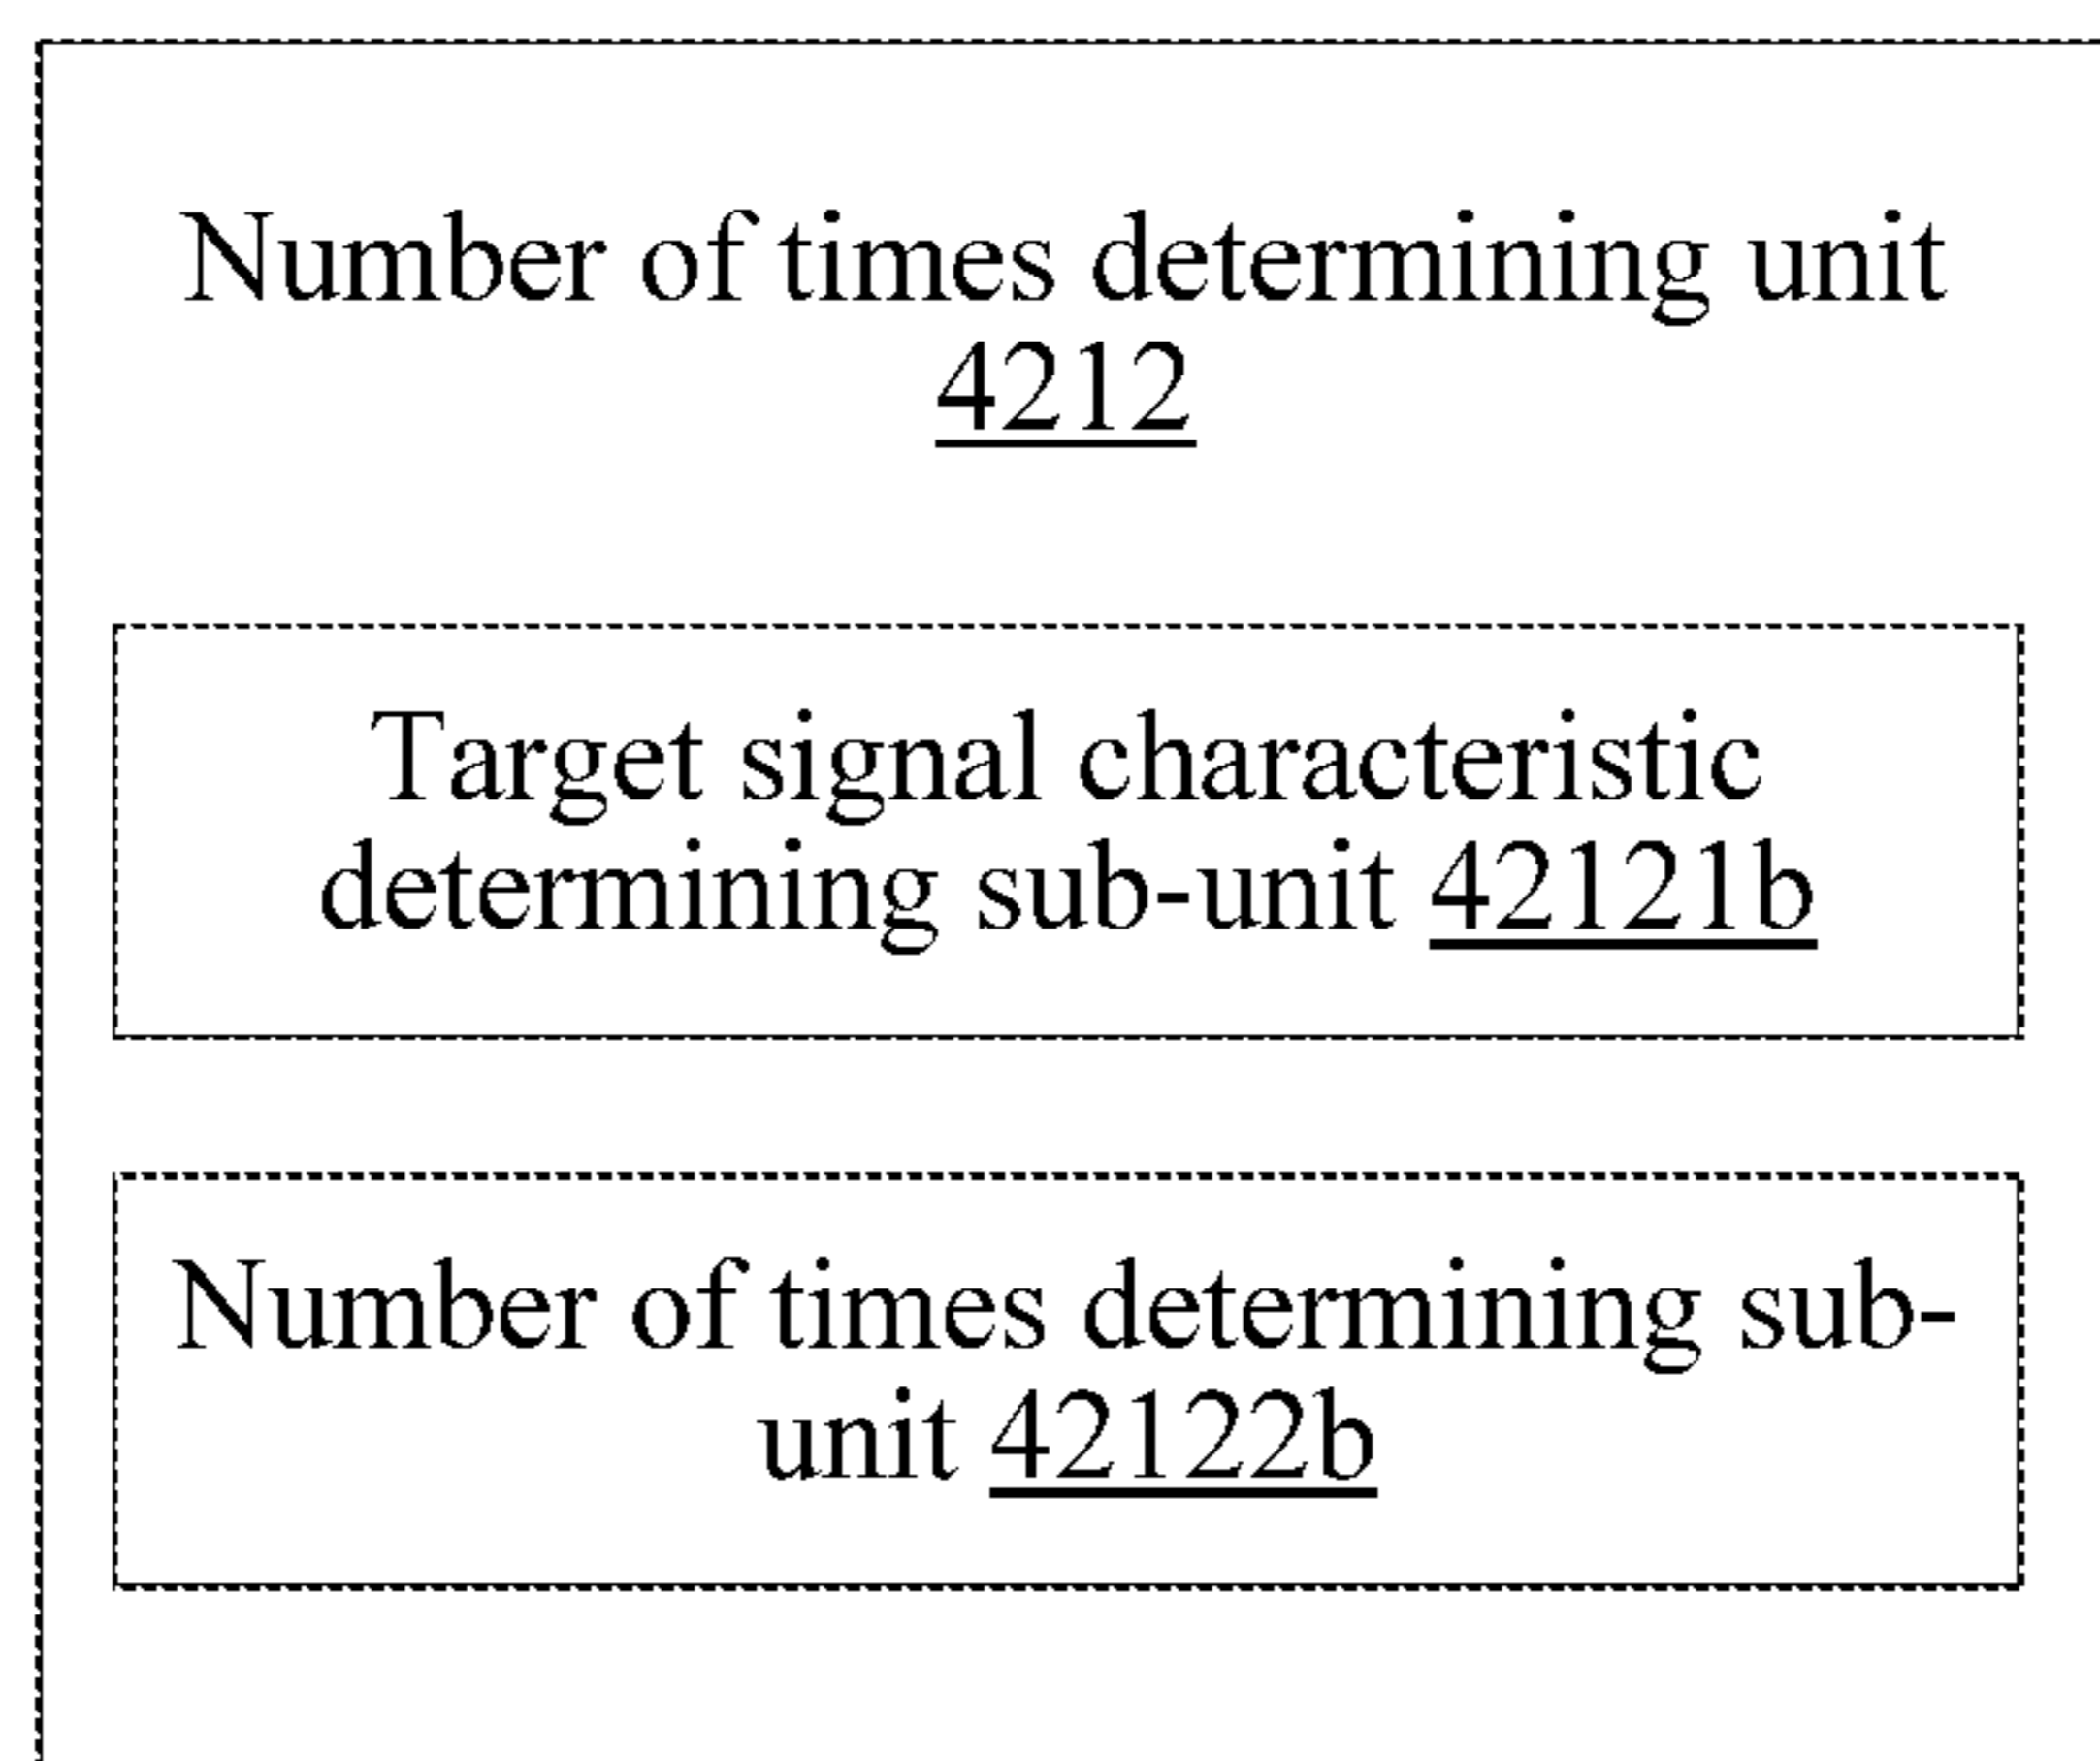 Number of times determining unit
4212
Target signal characteristic
determining sub-unit 42121b
Number of times determining sub-
unit 42122b